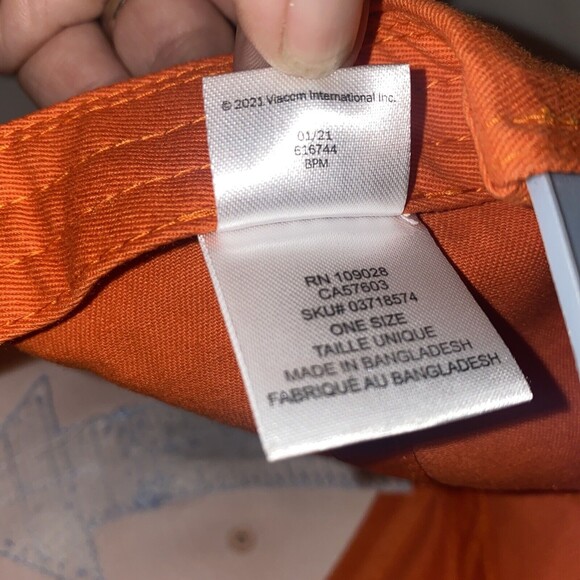 © 2021 Viacom International Inc.
01/21
616744
BPM
RN 109028
CA57603
SKU# 03718574
ONE SIZE
TAILLE UNIQUE
MADE IN BANGLADESH
FABRIQUÉ AU BANGLADESH